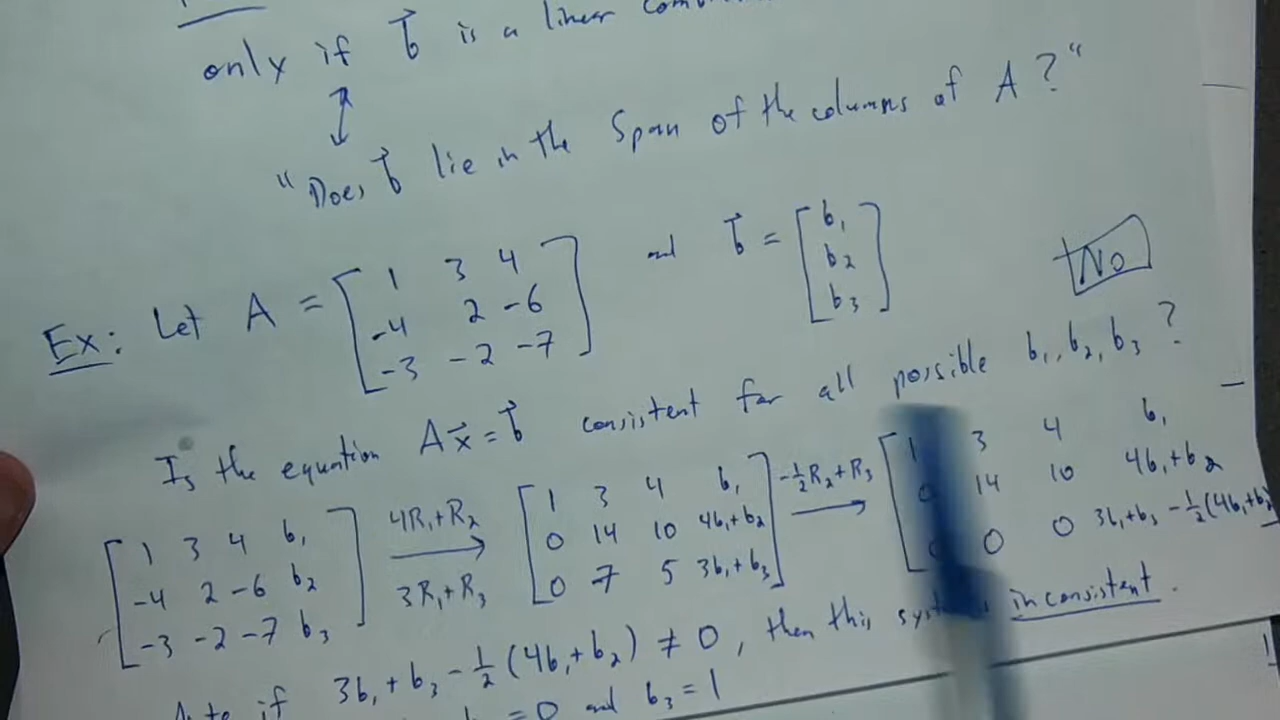 only if b⃗ is a linear
↕
"Does b⃗ lie in the Span of the columns of A?"
Ex: Let A = [1 3 4; -4 2 -6; -3 -2 -7] and b⃗ = [b₁; b₂; b₃]
No
Is the equation Ax⃗ = b⃗ consistent for all possible b₁, b₂, b₃?
[1 3 4 b₁; -4 2 -6 b₂; -3 -2 -7 b₃] 4R₁+R₂ → 3R₁+R₃ [1 3 4 b₁; 0 14 10 4b₁+b₂; 0 7 5 3b₁+b₃] -½R₂+R₃ → [1 3 4 b₁; 0 14 10 4b₁+b₂; 0 0 0 3b₁+b₃-½(4b₁+b₂)]
if 3b₁+b₃-½(4b₁+b₂) ≠ 0, then this inconsistent.
=0 and b₃=1